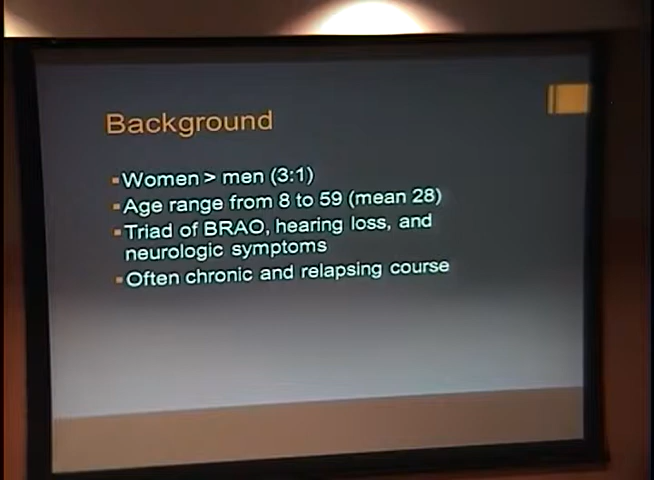 Background
▪Women > men (3:1)
▪Age range from 8 to 59 (mean 28)
▪Triad of BRAO, hearing loss, and
neurologic symptoms
▪Often chronic and relapsing course